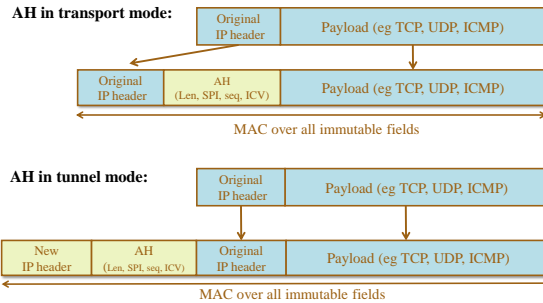 AH in transport mode:
Original
IP header
Payload (eg TCP, UDP, ICMP)
Original
IP header
AH
(Len, SPI, seq, ICV)
Payload (eg TCP, UDP, ICMP)
MAC over all immutable fields
AH in tunnel mode:
Original
IP header
Payload (eg TCP, UDP, ICMP)
New
IP header
AH
(Len, SPI, seq, ICV)
Original
IP header
Payload (eg TCP, UDP, ICMP)
MAC over all immutable fields